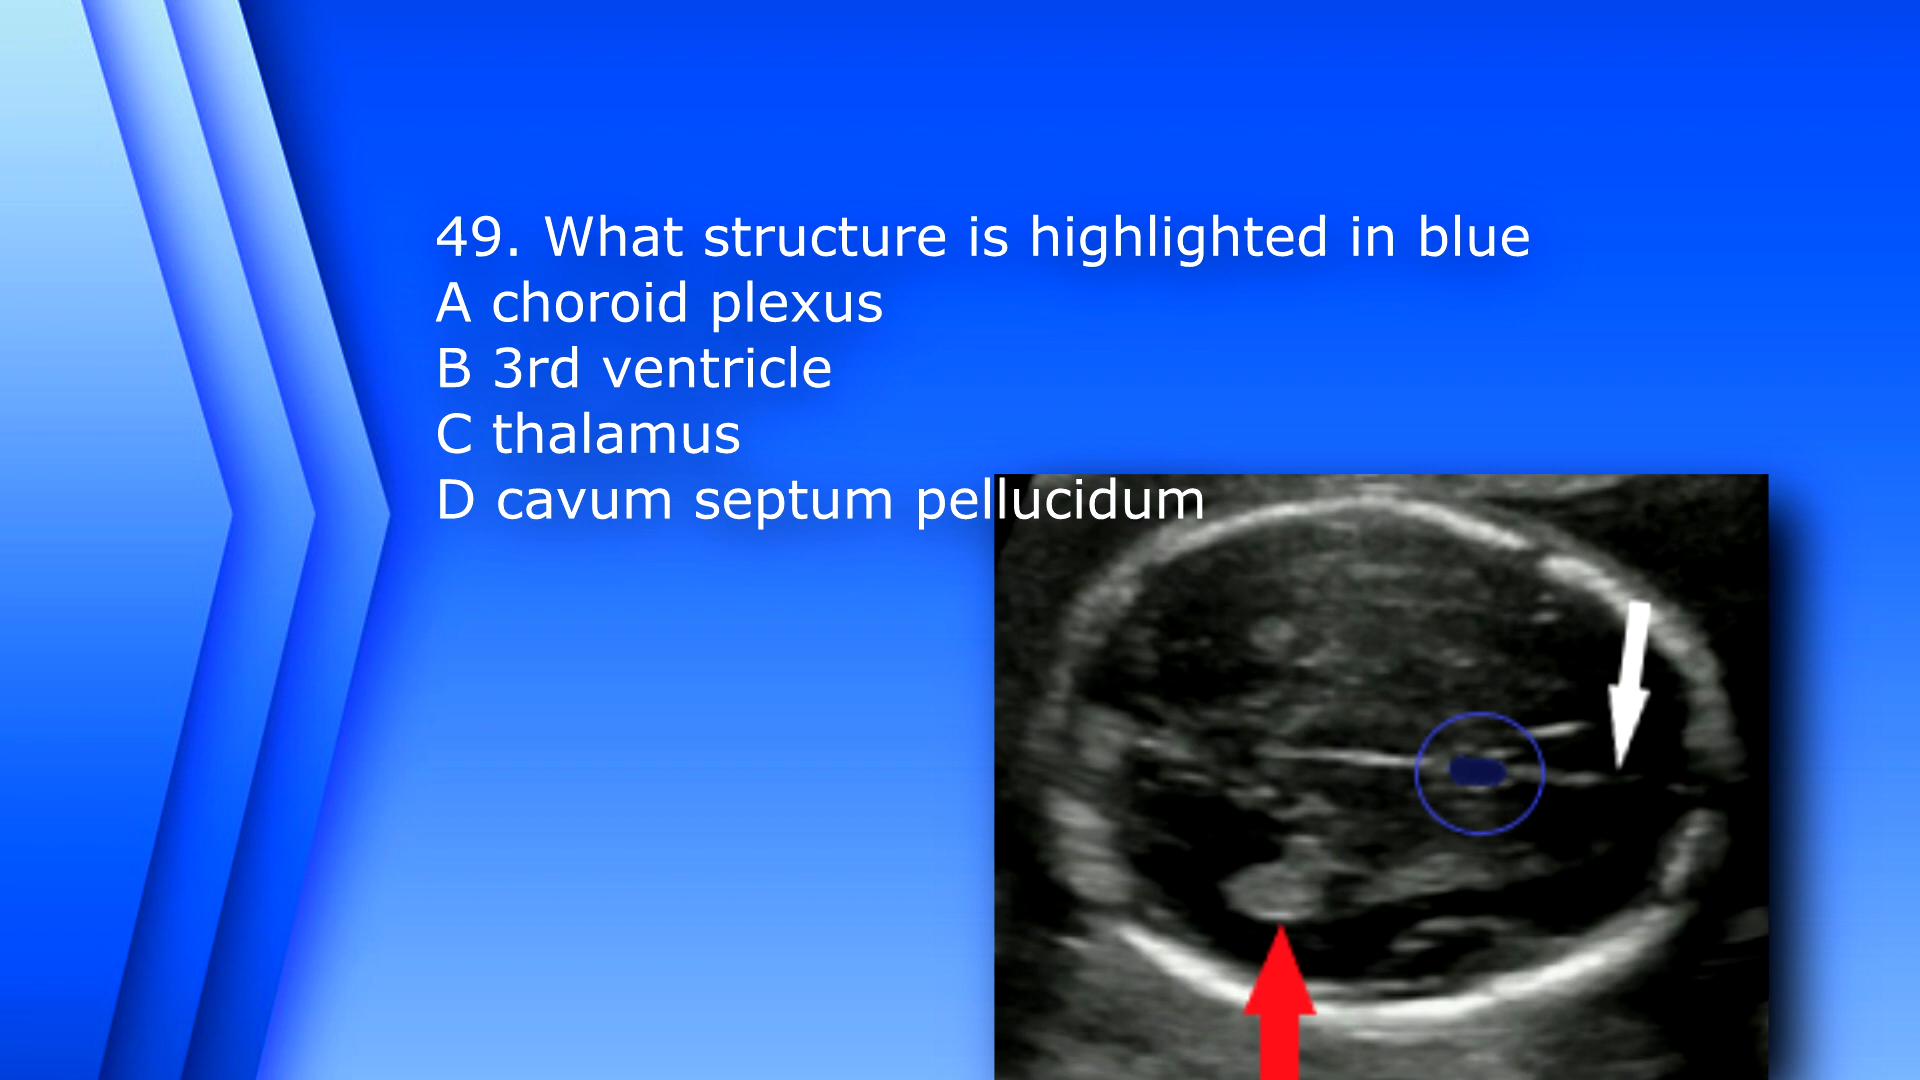 49. What structure is highlighted in blue
A choroid plexus
B 3rd ventricle
C thalamus
D cavum septum pellucidum